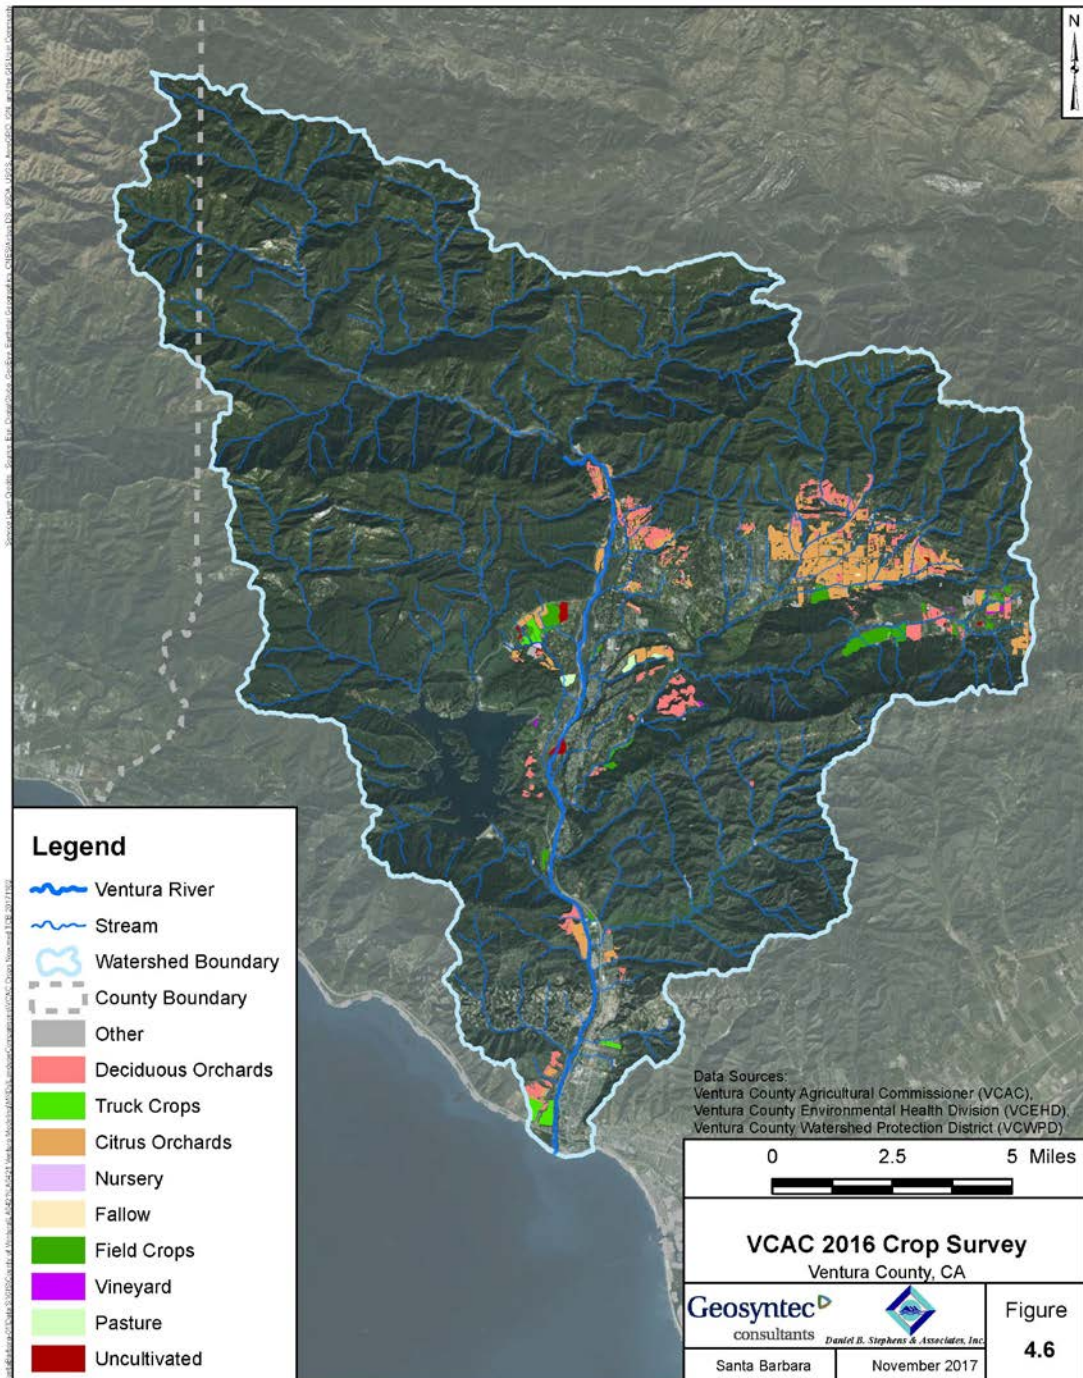 N
Legend
Ventura River
Stream
Watershed Boundary
County Boundary
Other
Deciduous Orchards
Truck Crops
Citrus Orchards
Nursery
Fallow
Field Crops
Vineyard
Pasture
Uncultivated
Data Sources:
Ventura County Agricultural Commissioner (VCAC),
Ventura County Environmental Health Division (VCEHD),
Ventura County Watershed Protection District (VCWPD)
0 2.5 5 Miles
VCAC 2016 Crop Survey
Ventura County, CA
Geosyntec
consultants
Daniel B. Stephens & Associates, Inc.
Santa Barbara
November 2017
Figure
4.6